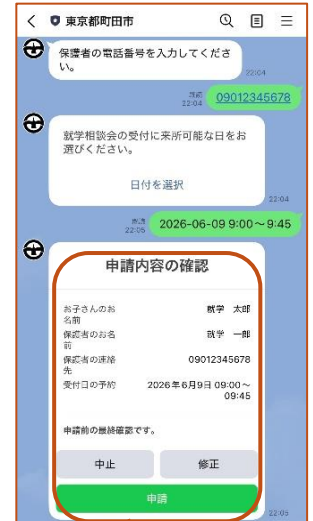 東京都町田市
保護者の電話番号を入力してくださ
い。
22:04
既読
22:04
09012345678
就学相談会の受付に来所可能な日をお
選びください。
日付を選択
22:04
既読
22:05
2026-06-09 9:00～9:45
申請内容の確認
お子さんのお
名前
就学 太郎
保護者のお名
前
就学 一郎
保護者の連絡
先
09012345678
受付日の予約
2026年6月9日 09:00～
09:45
申請前の最終確認です。
中止
修正
申請
22:05